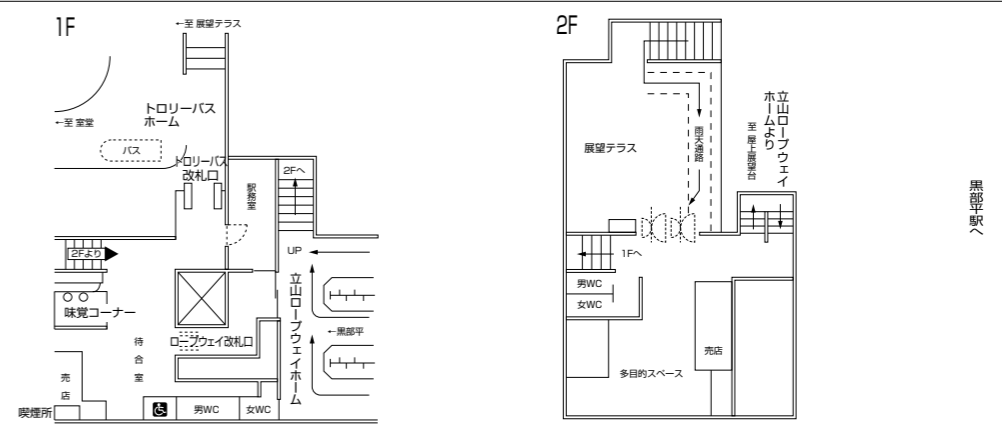 1F
←至 展望テラス
トロリーバス
ホーム
←至 室堂
バス
トロリーバス
改札口
駅務室
2Fへ
UP
2Fより
味覚コーナー
立山ロープウェイホーム
←黒部平
ロープウェイ改札口
待合室
売店
喫煙所
男WC
女WC
2F
展望テラス
雨天通路
立山ロープウェイ
ホームより
至 屋上展望台
1Fへ
男WC
女WC
売店
多目的スペース
黒部平駅へ